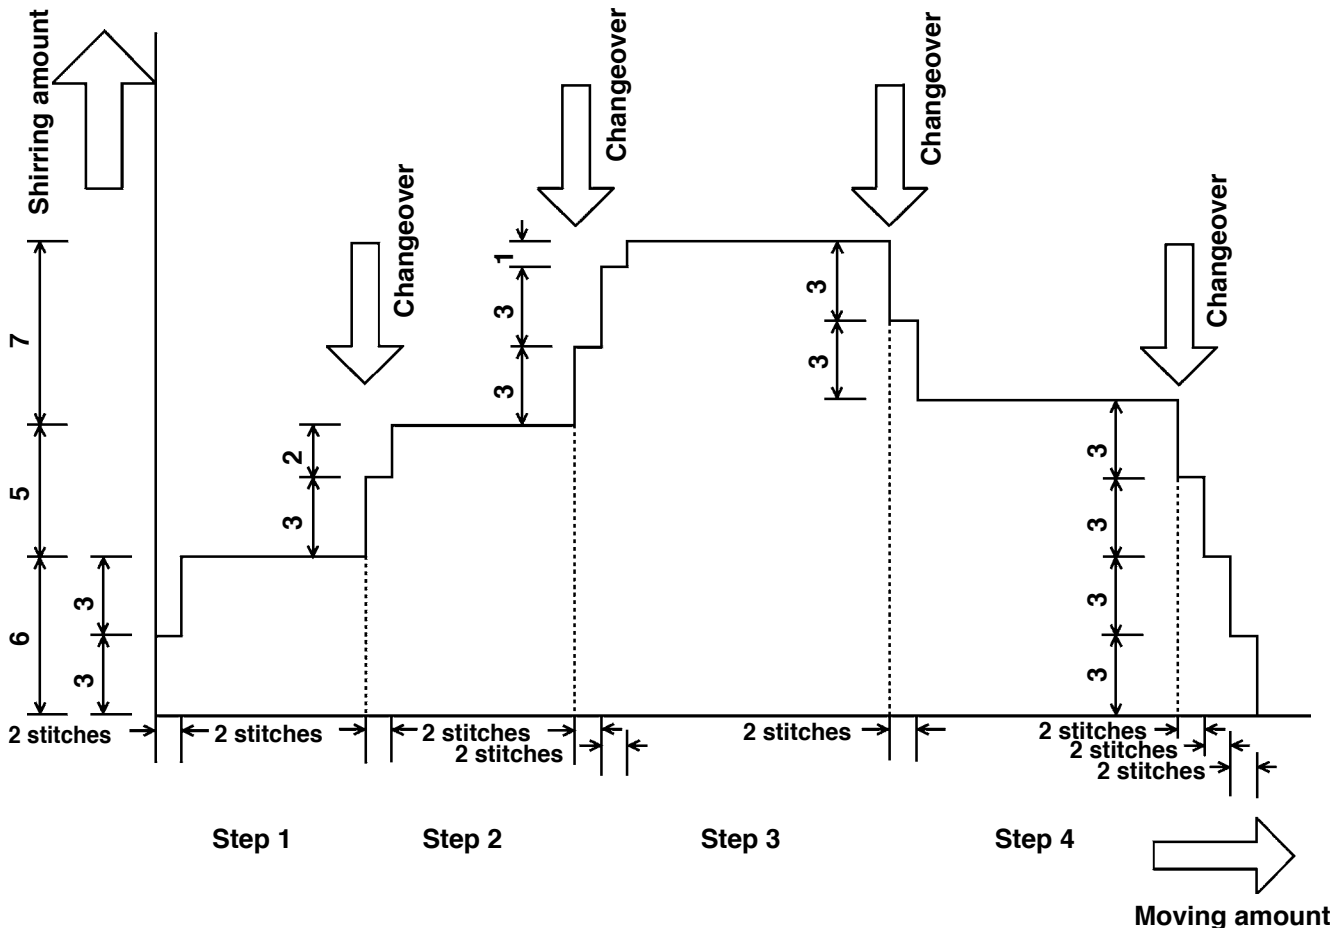 Shirring amount
Changeover
Changeover
Changeover
Changeover
7
5
6
3
3
2
3
1
3
3
3
3
3
3
3
3
2 stitches
2 stitches
2 stitches
2 stitches
2 stitches
2 stitches
2 stitches
2 stitches
Step 1
Step 2
Step 3
Step 4
Moving amount